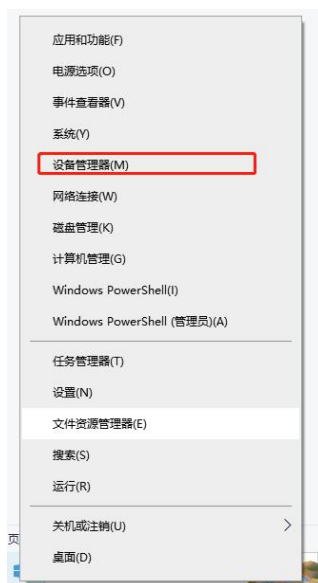 应用和功能(F)
电源选项(O)
事件查看器(V)
系统(Y)
设备管理器(M)
网络连接(W)
磁盘管理(K)
计算机管理(G)
Windows PowerShell(I)
Windows PowerShell (管理员)(A)
任务管理器(T)
设置(N)
文件资源管理器(E)
搜索(S)
运行(R)
关机或注销(U)
页
桌面(D)